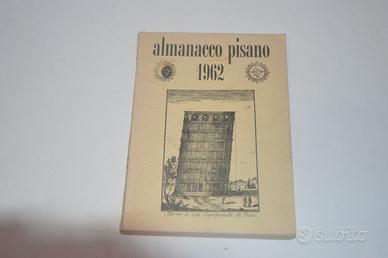 almanacco pisano
1962
Torre o sia Campanile di Pisa
subito